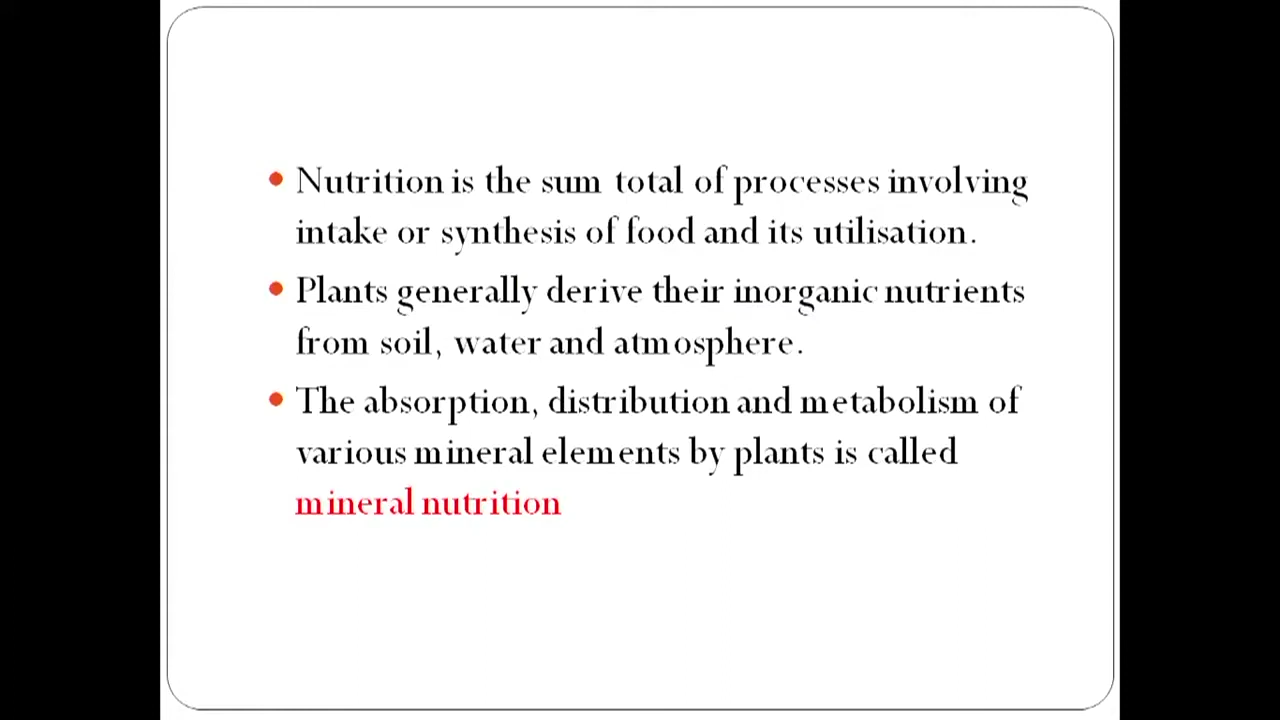 • Nutrition is the sum total of processes involving
intake or synthesis of food and its utilisation.
• Plants generally derive their inorganic nutrients
from soil, water and atmosphere.
• The absorption, distribution and metabolism of
various mineral elements by plants is called
mineral nutrition